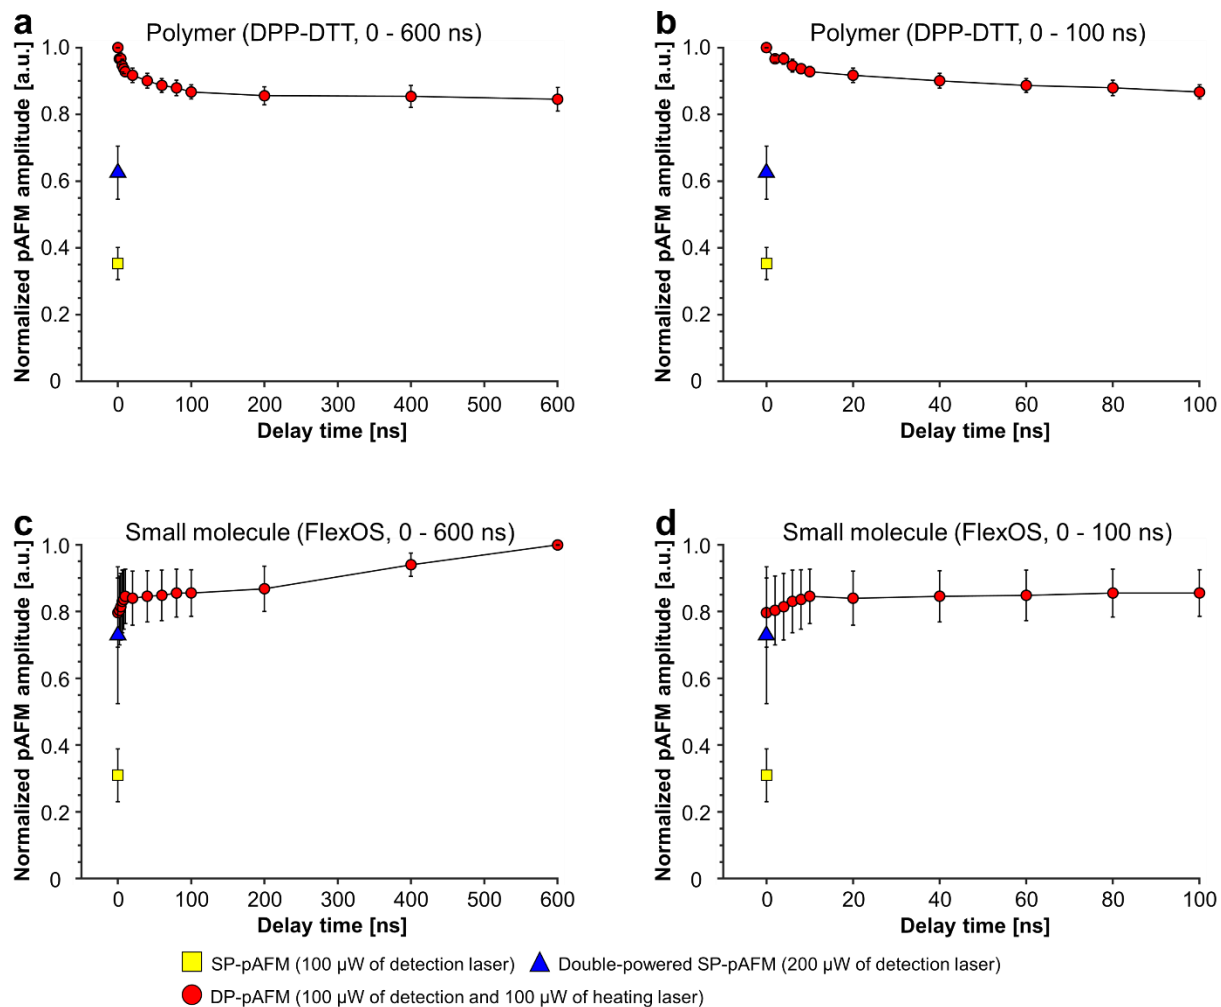 a
Polymer (DPP-DTT, 0 - 600 ns)
Normalized pAFM amplitude [a.u.]
1.0
0.8
0.6
0.4
0.2
0
0 100 200 300 400 500 600
Delay time [ns]
b
Polymer (DPP-DTT, 0 - 100 ns)
Normalized pAFM amplitude [a.u.]
1.0
0.8
0.6
0.4
0.2
0
0 20 40 60 80 100
Delay time [ns]
c
Small molecule (FlexOS, 0 - 600 ns)
Normalized pAFM amplitude [a.u.]
1.0
0.8
0.6
0.4
0.2
0
0 100 200 300 400 500 600
Delay time [ns]
d
Small molecule (FlexOS, 0 - 100 ns)
Normalized pAFM amplitude [a.u.]
1.0
0.8
0.6
0.4
0.2
0
0 20 40 60 80 100
Delay time [ns]
SP-pAFM (100 µW of detection laser)
Double-powered SP-pAFM (200 µW of detection laser)
DP-pAFM (100 µW of detection and 100 µW of heating laser)